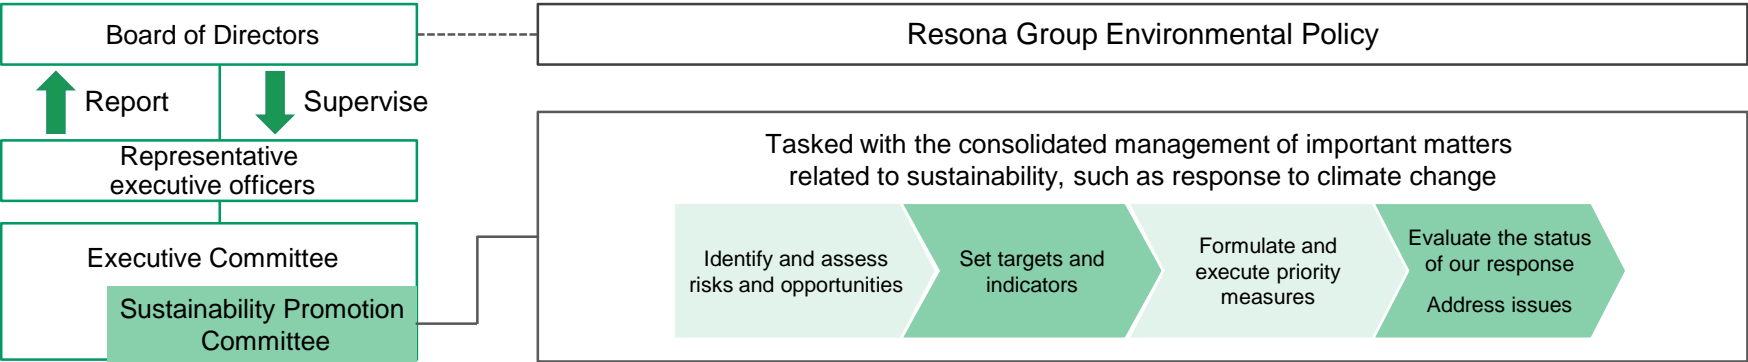 Board of Directors
Resona Group Environmental Policy
Report
Supervise
Representative
executive officers
Executive Committee
Sustainability Promotion
Committee
Tasked with the consolidated management of important matters
related to sustainability, such as response to climate change
Identify and assess
risks and opportunities
Set targets and
indicators
Formulate and
execute priority
measures
Evaluate the status
of our response
Address issues